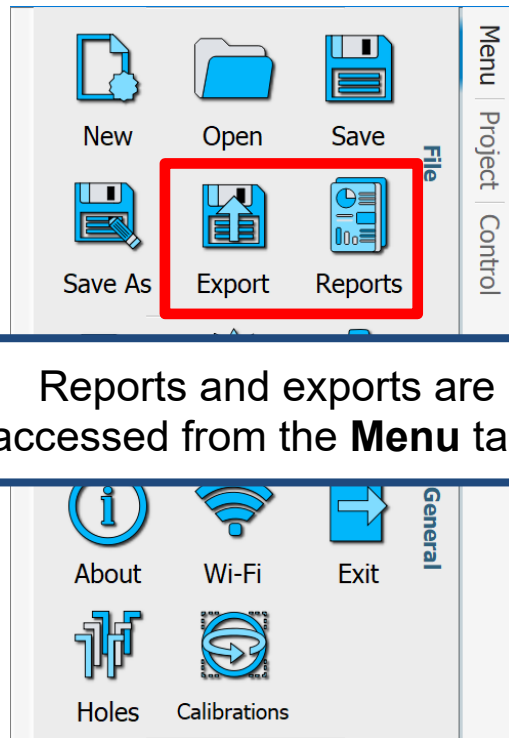 New Open Save
File
Save As Export Reports
Menu
Project
Control
Reports and exports are
accessed from the Menu ta
General
About Wi-Fi Exit
Holes Calibrations